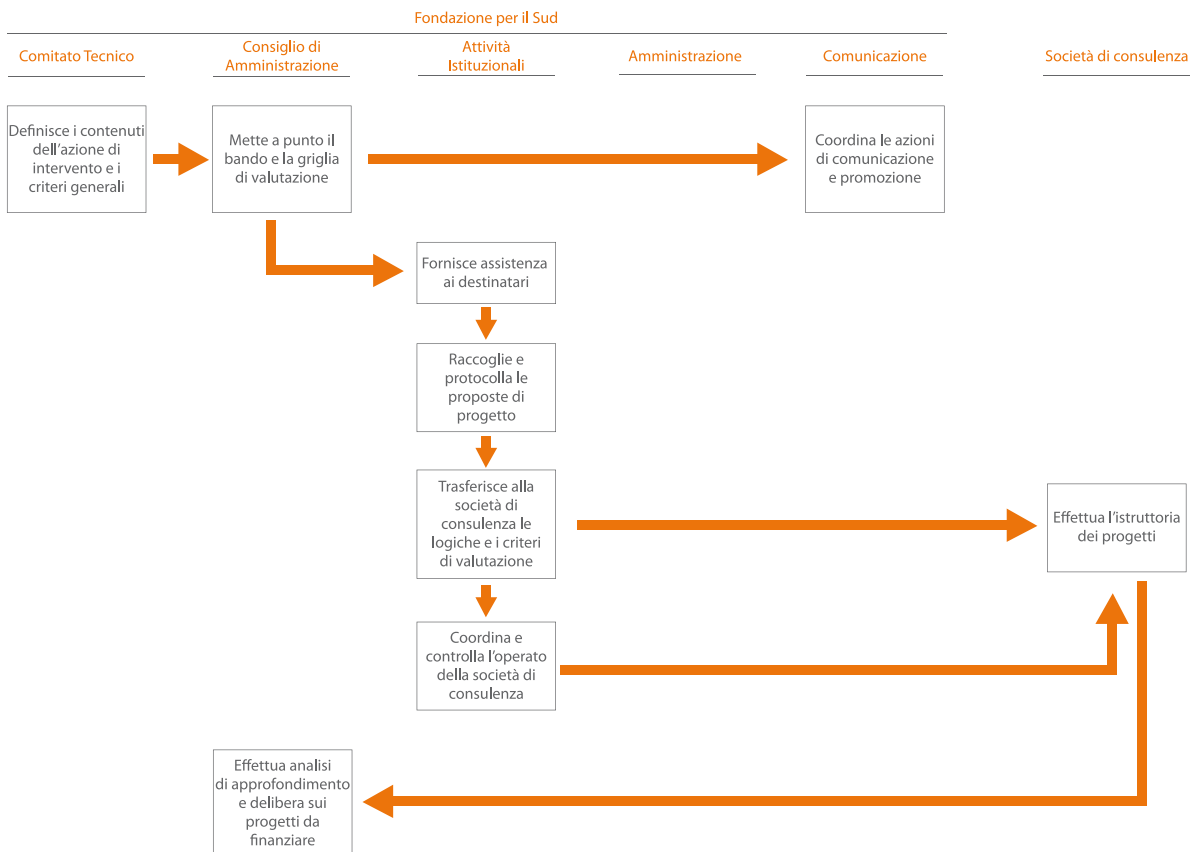 Fondazione per il Sud
Comitato Tecnico
Consiglio di
Amministrazione
Attività
Istituzionali
Amministrazione
Comunicazione
Società di consulenza
Definisce i contenuti
dell’azione di
intervento e i
criteri generali
Mette a punto il
bando e la griglia
di valutazione
Coordina le azioni
di comunicazione
e promozione
Fornisce assistenza
ai destinatari
Raccoglie e
protocolla le
proposte di
progetto
Trasferisce alla
società di
consulenza le
logiche e i criteri
di valutazione
Effettua l’istruttoria
dei progetti
Coordina e
controlla l’operato
della società di
consulenza
Effettua analisi
di approfondimento
e delibera sui
progetti da
finanziare